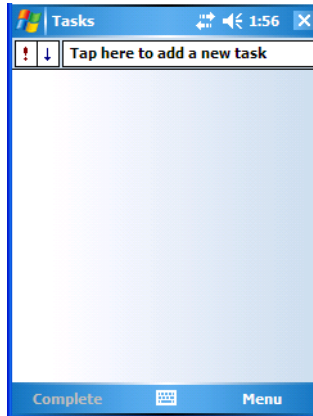 Tasks 1:56
! ↓ Tap here to add a new task
Complete Menu